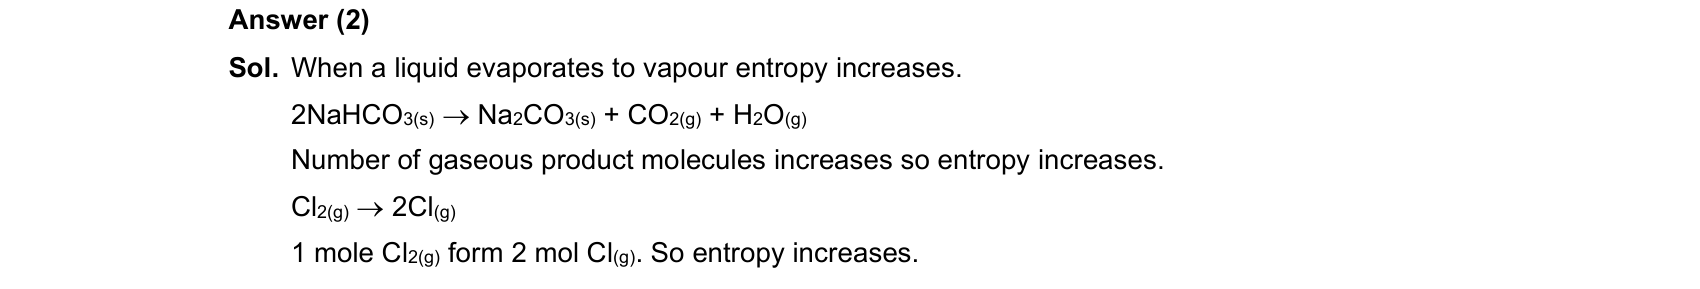 Answer (2)
Sol. When a liquid evaporates to vapour entropy increases.
2NaHCO3(s) → Na2CO3(s) + CO2(g) + H2O(g)
Number of gaseous product molecules increases so entropy increases.
Cl2(g) → 2Cl(g)
1 mole Cl2(g) form 2 mol Cl(g). So entropy increases.